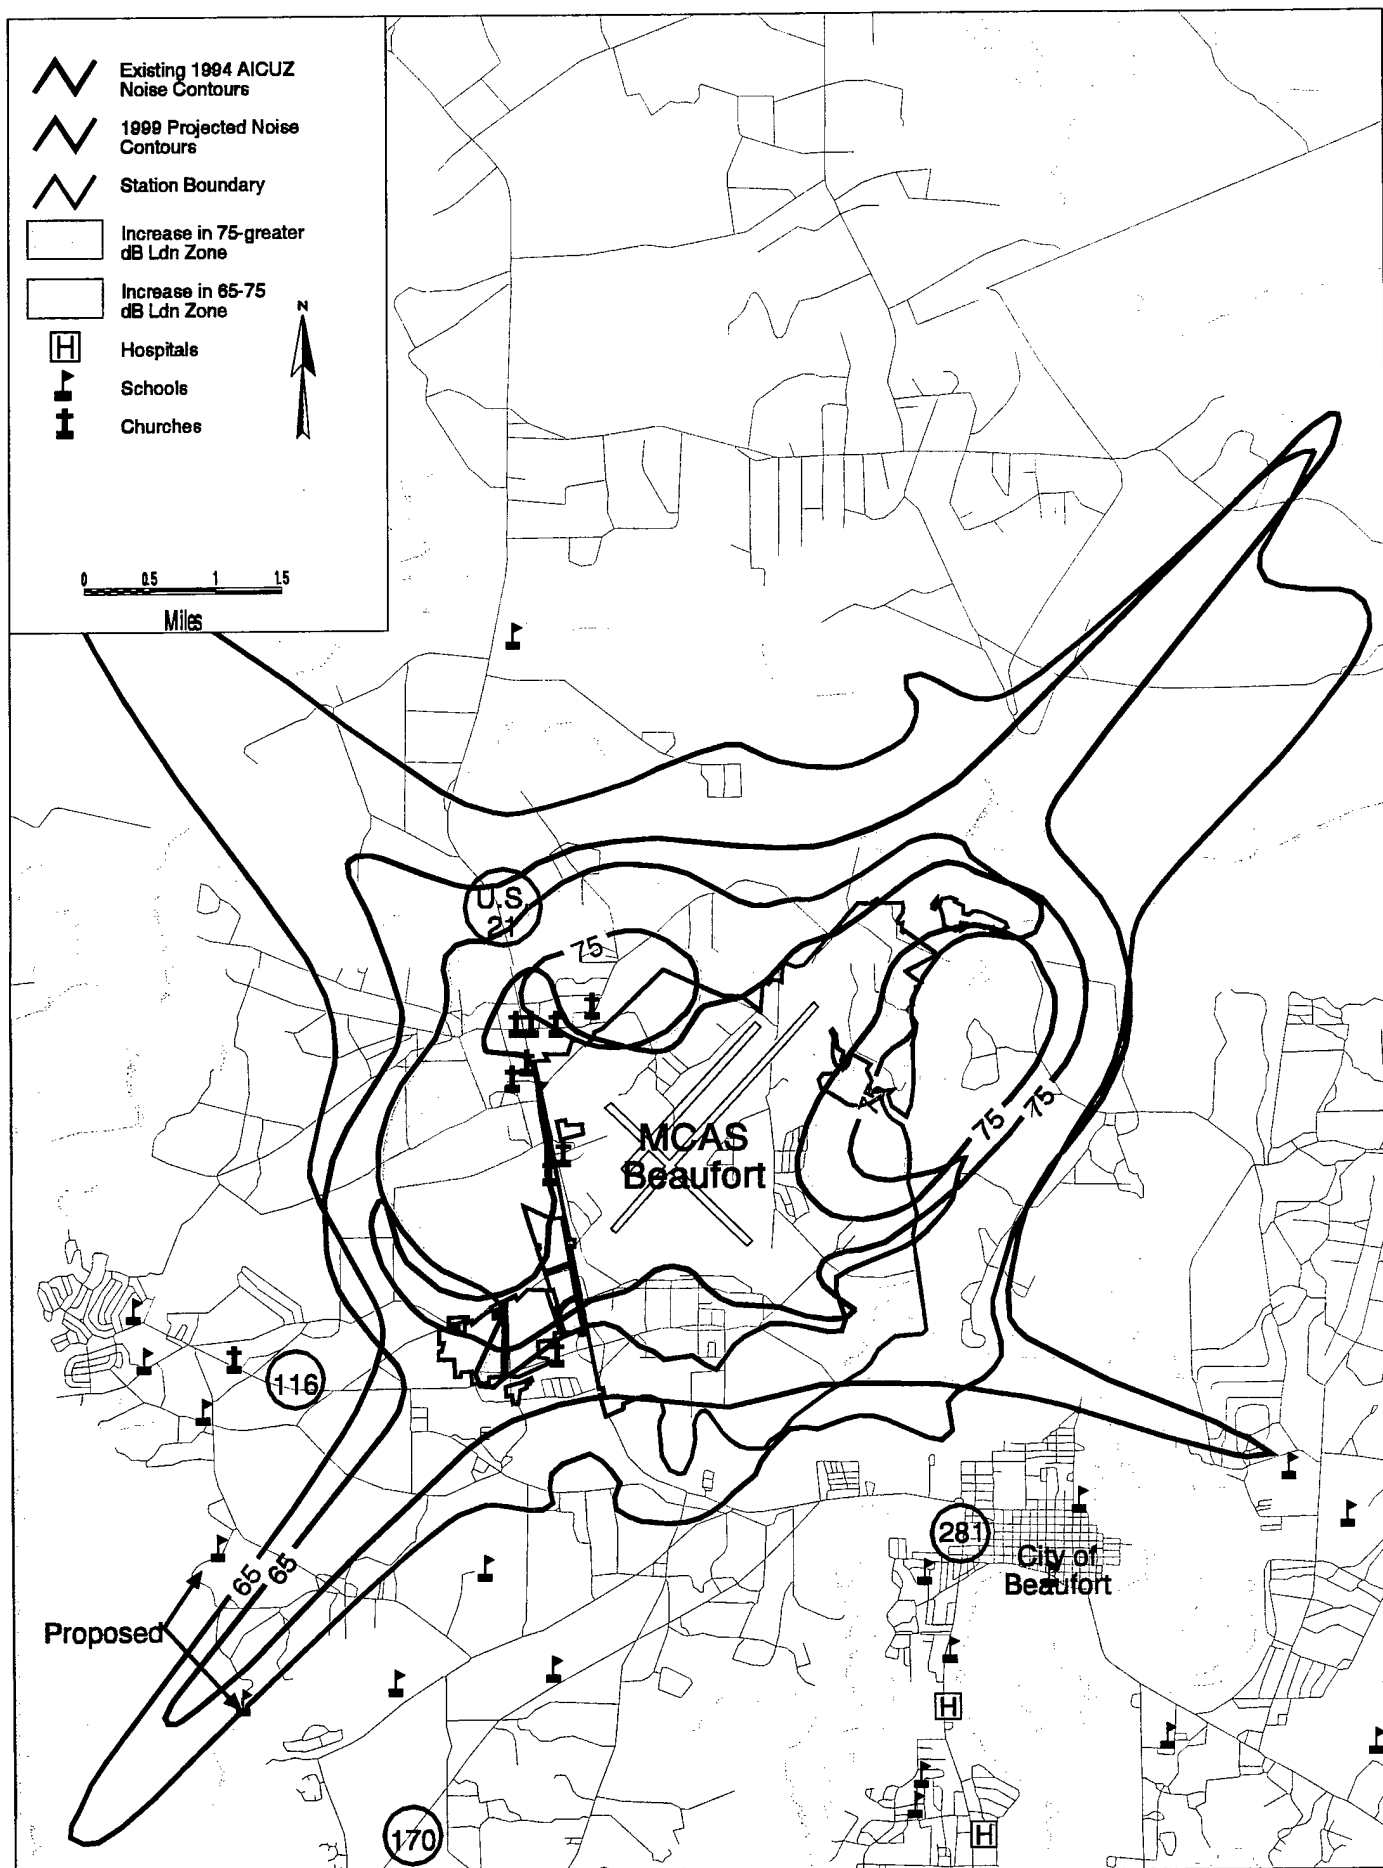 Existing 1994 AICUZ
Noise Contours
1999 Projected Noise
Contours
Station Boundary
Increase in 75-greater
dB Ldn Zone
Increase in 65-75
dB Ldn Zone
N
H
Hospitals
Schools
Churches
0 0.5 1 1.5
Miles
U.S.
21
75
75
75
75
MCAS
Beaufort
116
281
City of
Beaufort
65
65
Proposed
H
170
H